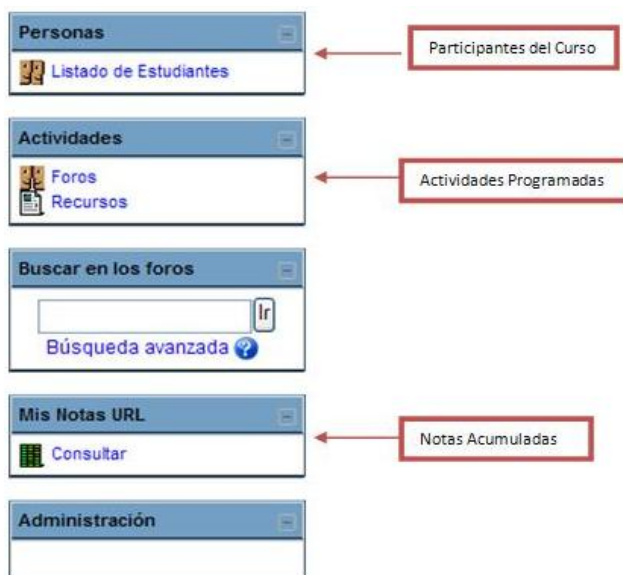 Personas
Participantes del Curso
Listado de Estudiantes
Actividades
Foros
Actividades Programadas
Recursos
Buscar en los foros
Ir
Búsqueda avanzada ?
Mis Notas URL
Notas Acumuladas
Consultar
Administración